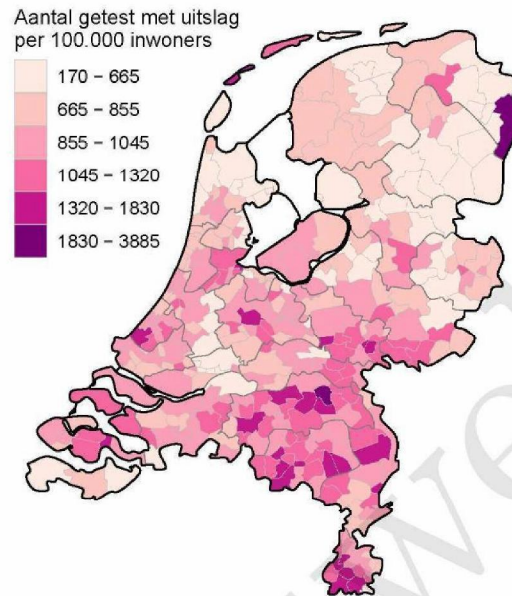 Aantal getest met uitslag
per 100.000 inwoners
170 – 665
665 – 855
855 – 1045
1045 – 1320
1320 – 1830
1830 – 3885